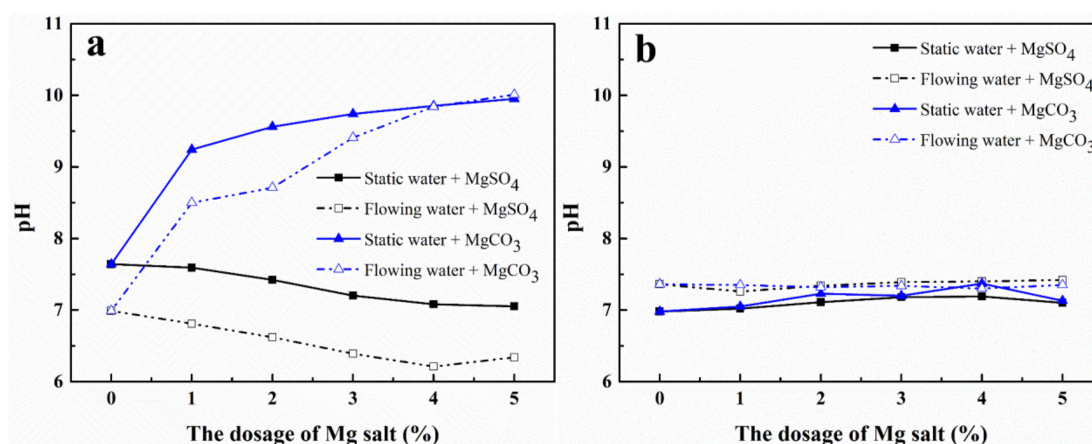 a
11
10
9
8
7
6
pH
0 1 2 3 4 5
The dosage of Mg salt (%)
Static water + MgSO4
Flowing water + MgSO4
Static water + MgCO3
Flowing water + MgCO3
b
11
10
9
8
7
6
pH
0 1 2 3 4 5
The dosage of Mg salt (%)
Static water + MgSO4
Flowing water + MgSO4
Static water + MgCO3
Flowing water + MgCO3